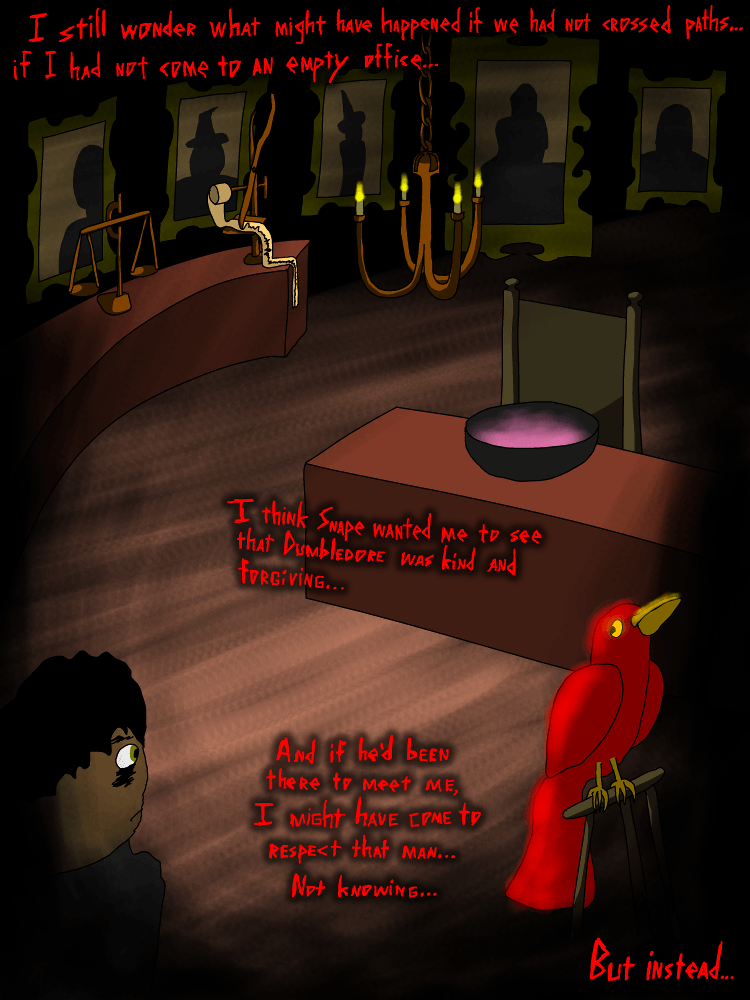 I still wonder what might have happened if we had not crossed paths...
if I had not come to an empty office...
I think Snape wanted me to see
that Dumbledore was kind and
forgiving...
And if he'd been
there to meet me,
I might have come to
respect that man...
Not knowing...
But instead...